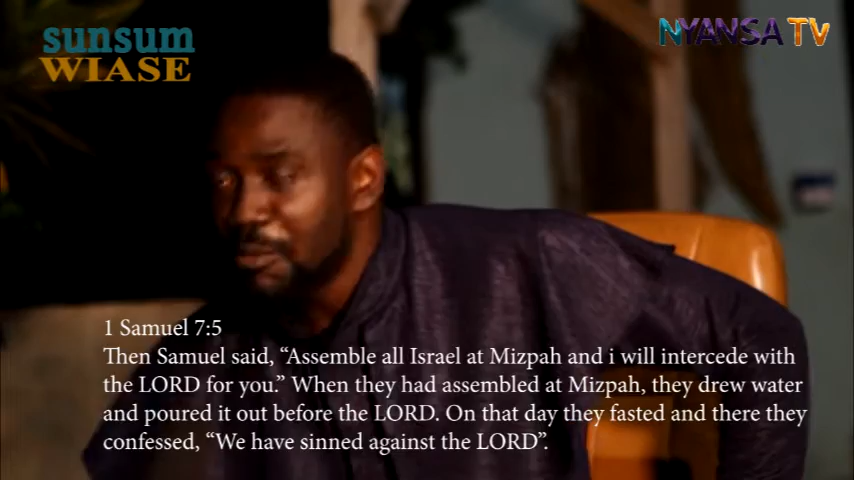 sunsum
WIASE
NYANSA TV
1 Samuel 7:5
Then Samuel said, “Assemble all Israel at Mizpah and i will intercede with
the LORD for you.” When they had assembled at Mizpah, they drew water
and poured it out before the LORD. On that day they fasted and there they
confessed, “We have sinned against the LORD”.